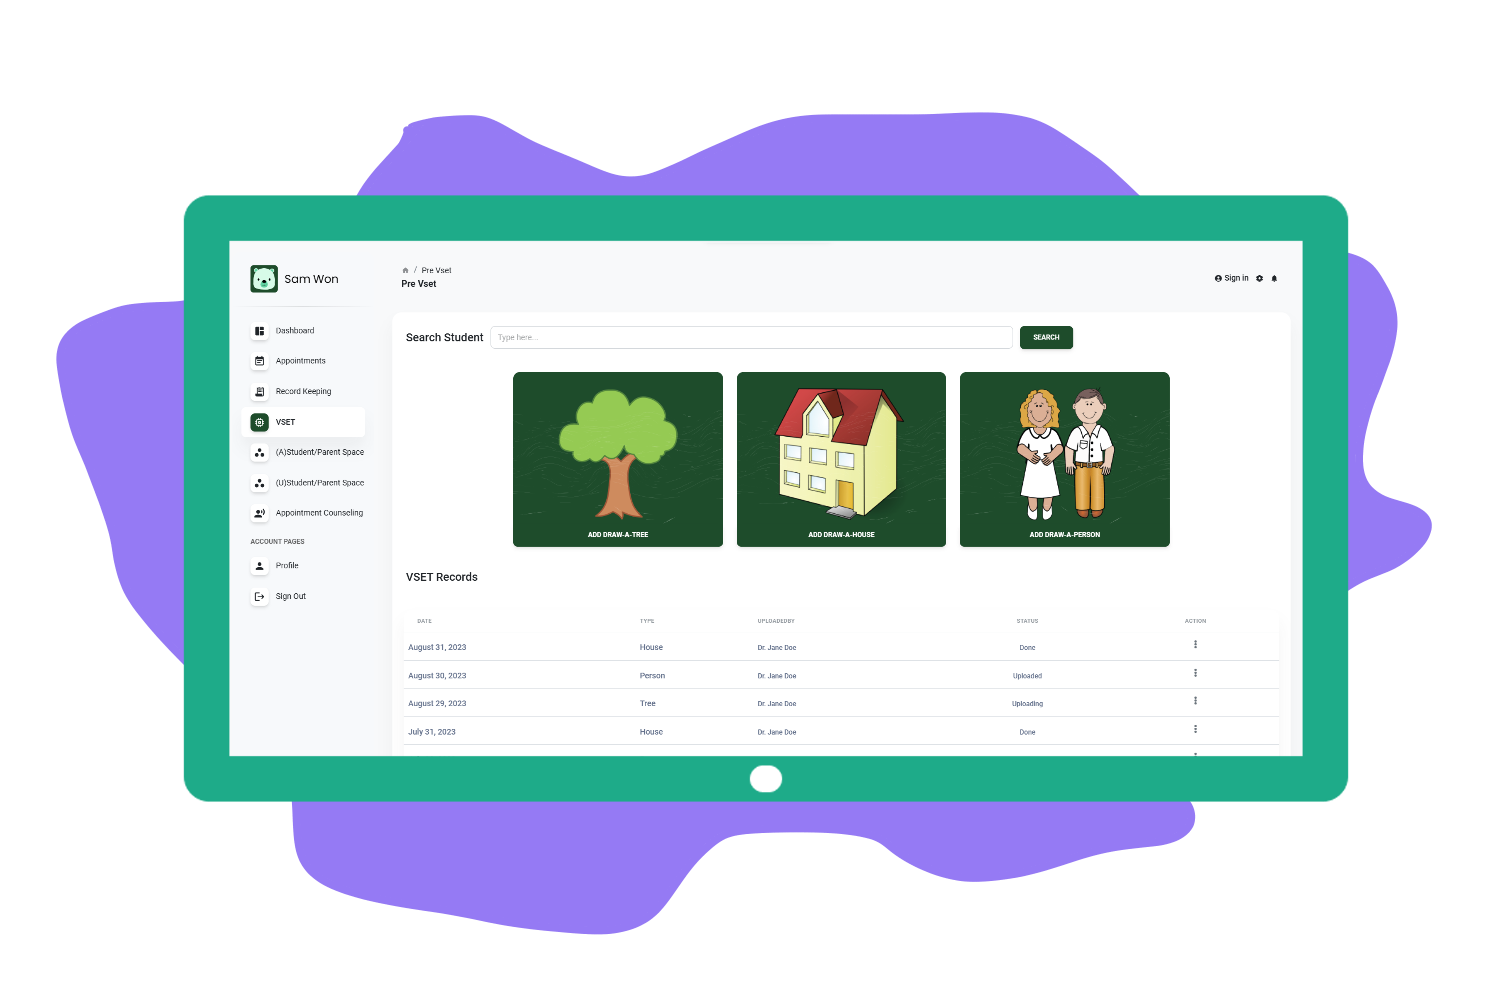 Sam Won
/ Pre Vset
Pre Vset
Sign in
Dashboard
Appointments
Record Keeping
VSET
(A)Student/Parent Space
(U)Student/Parent Space
Appointment Counseling
ACCOUNT PAGES
Profile
Sign Out
Search Student Type here... SEARCH
ADD DRAW-A-TREE ADD DRAW-A-HOUSE ADD DRAW-A-PERSON
VSET Records
DATE TYPE UPLOADEDBY STATUS ACTION
August 31, 2023 House Dr. Jane Doe Done
August 30, 2023 Person Dr. Jane Doe Uploaded
August 29, 2023 Tree Dr. Jane Doe Uploading
July 31, 2023 House Dr. Jane Doe Done